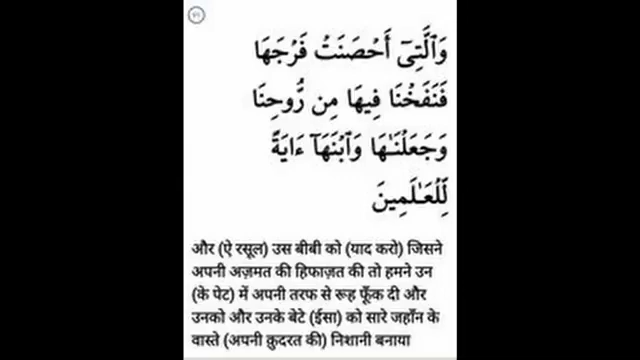 وَٱلَّتِىٓ أَحْصَنَتْ فَرْجَهَا
فَنَفَخْنَا فِيهَا مِن رُّوحِنَا
وَجَعَلْنَـٰهَا وَٱبْنَهَآ ءَايَةً
لِّلْعَـٰلَمِينَ
और (ऐ रसूल) उस बीबी को (याद करो) जिसने
अपनी अज़मत की हिफाज़त की तो हमने उन
(के पेट) में अपनी तरफ से रूह फूँक दी और
उनको और उनके बेटे (ईसा) को सारे जहाँन के
वास्ते (अपनी क़ुदरत की) निशानी बनाया